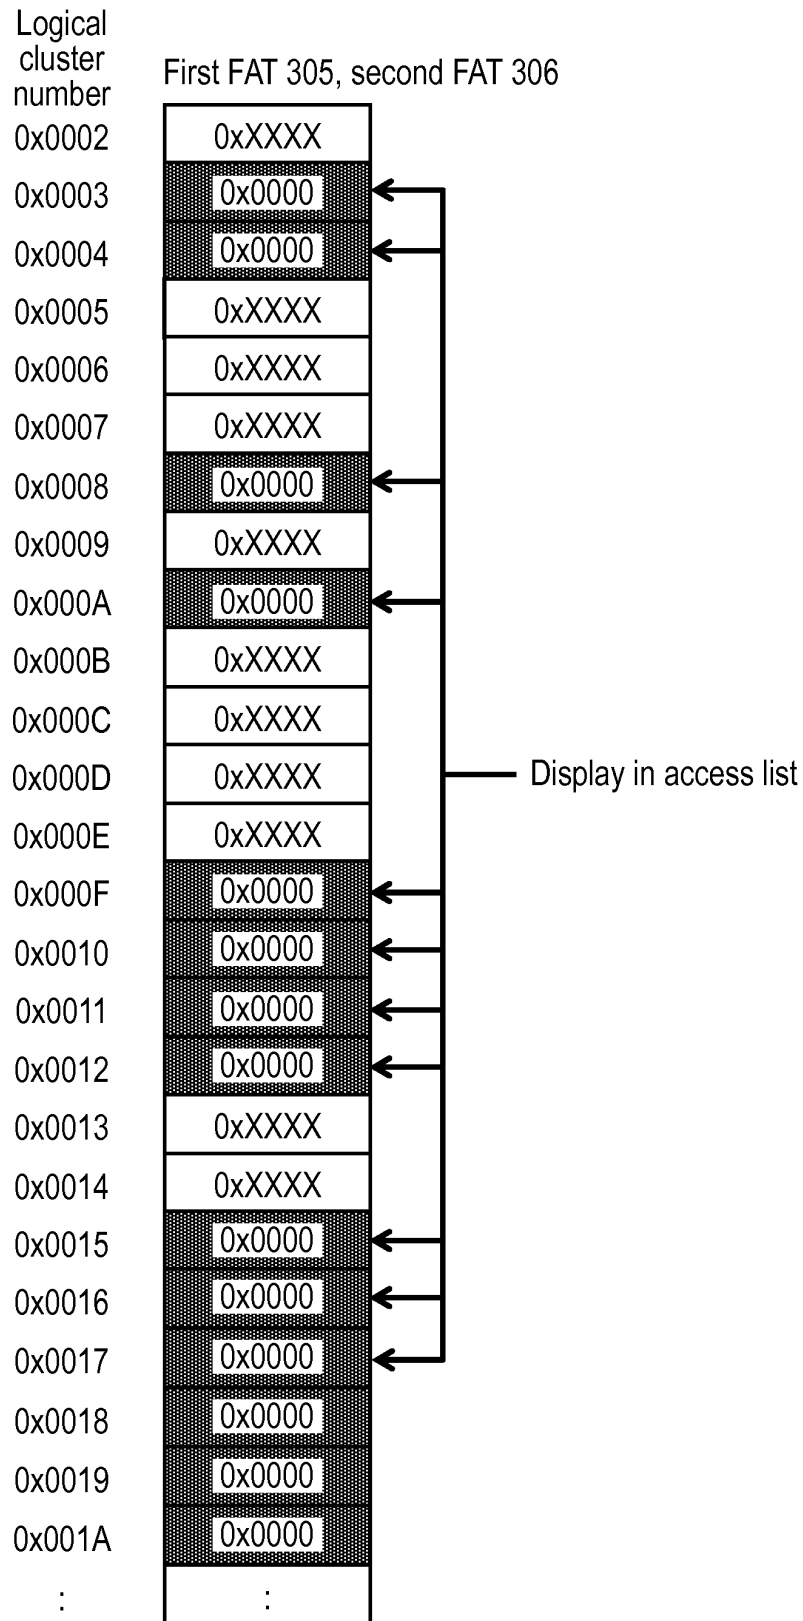 Logical
cluster
number
First FAT 305, second FAT 306
0x0002 0xXXXX
0x0003 0x0000
0x0004 0x0000
0x0005 0xXXXX
0x0006 0xXXXX
0x0007 0xXXXX
0x0008 0x0000
0x0009 0xXXXX
0x000A 0x0000
0x000B 0xXXXX
0x000C 0xXXXX
0x000D 0xXXXX
Display in access list
0x000E 0xXXXX
0x000F 0x0000
0x0010 0x0000
0x0011 0x0000
0x0012 0x0000
0x0013 0xXXXX
0x0014 0xXXXX
0x0015 0x0000
0x0016 0x0000
0x0017 0x0000
0x0018 0x0000
0x0019 0x0000
0x001A 0x0000
: :